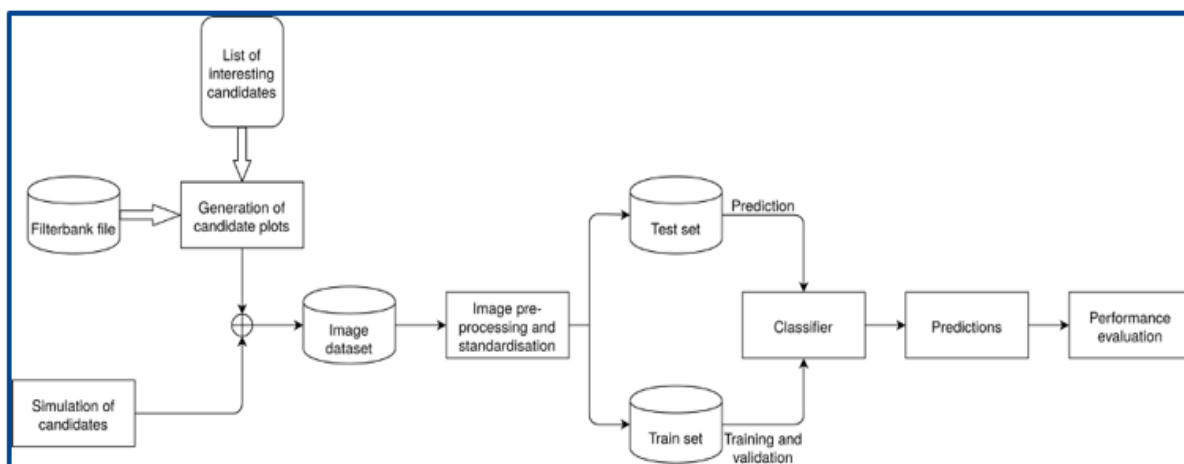 List of
interesting
candidates
Filterbank file
Generation of
candidate plots
Simulation of
candidates
Image
dataset
Image pre-
processing and
standardisation
Test set
Prediction
Train set
Training and
validation
Classifier
Predictions
Performance
evaluation